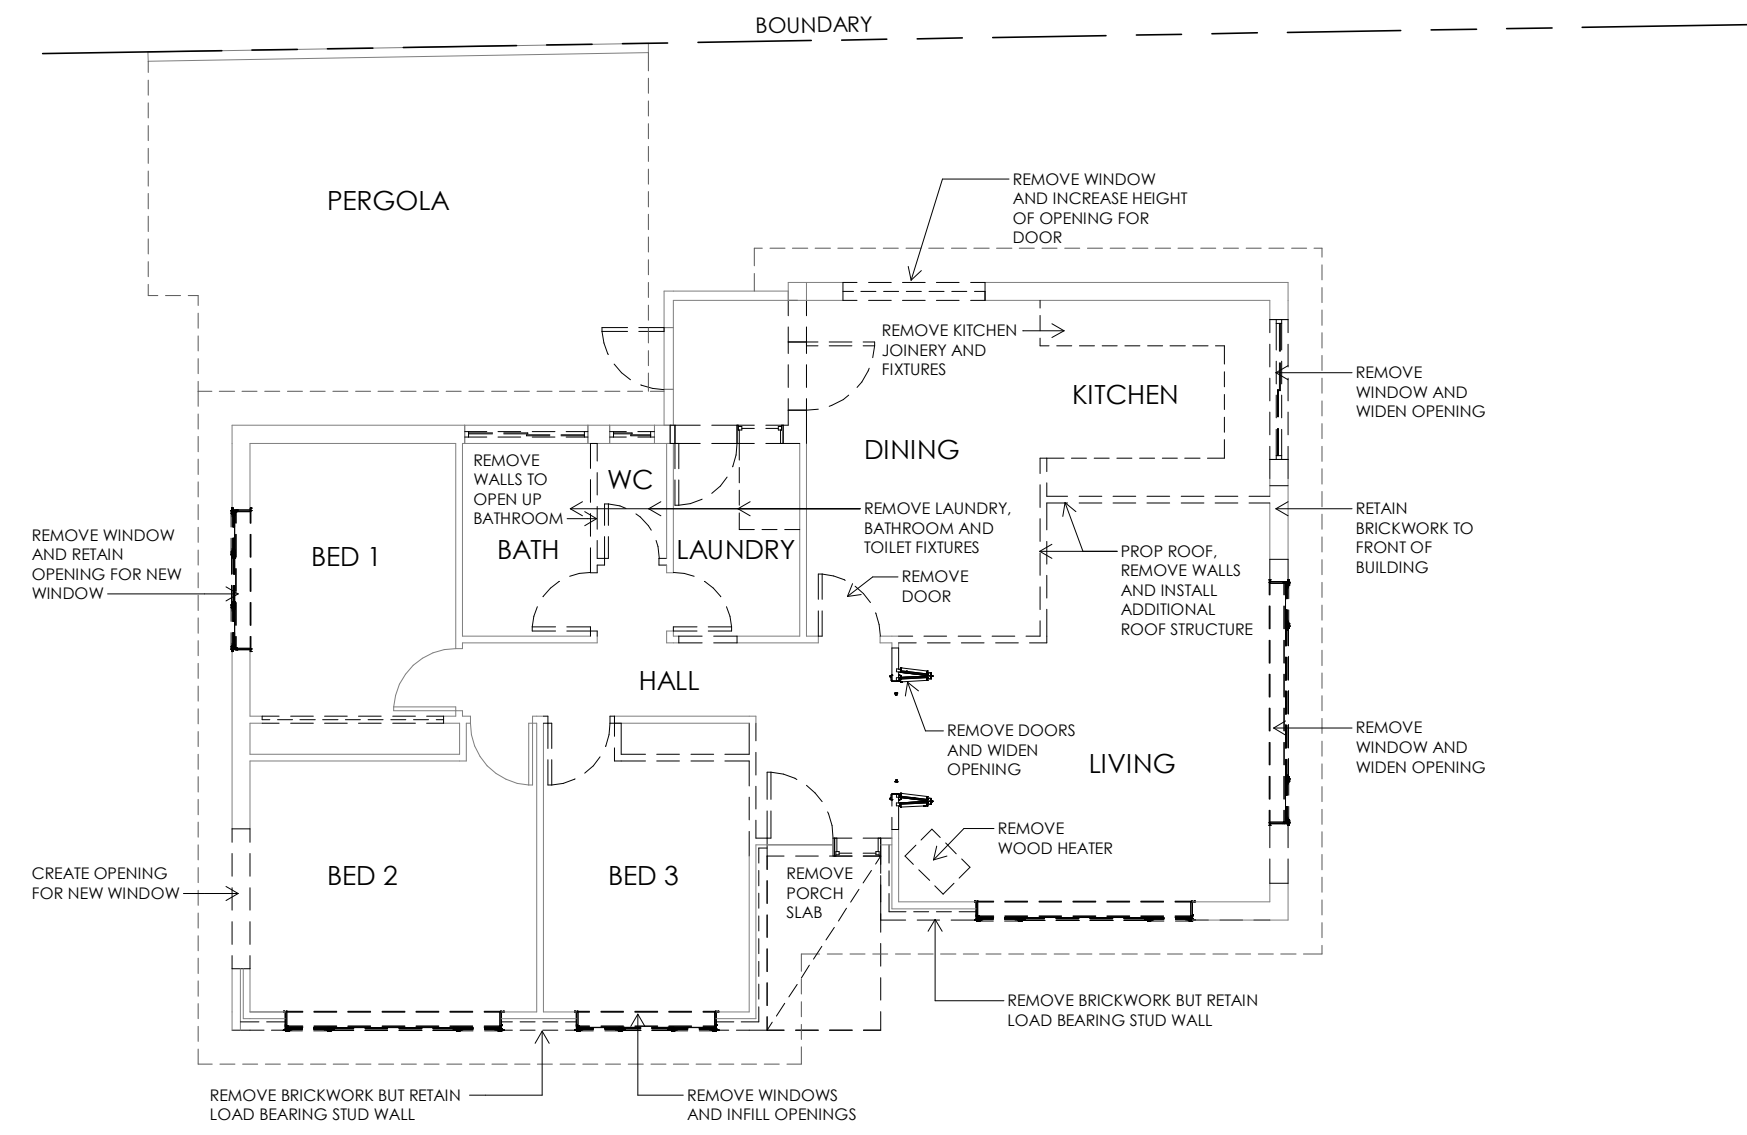 BOUNDARY
PERGOLA
REMOVE WINDOW
AND INCREASE HEIGHT
OF OPENING FOR
DOOR
REMOVE KITCHEN
JOINERY AND
FIXTURES
KITCHEN
REMOVE
WINDOW AND
WIDEN OPENING
DINING
REMOVE
WALLS TO
OPEN UP
BATHROOM
WC
BATH
LAUNDRY
REMOVE LAUNDRY,
BATHROOM AND
TOILET FIXTURES
RETAIN
BRICKWORK TO
FRONT OF
BUILDING
REMOVE WINDOW
AND RETAIN
OPENING FOR NEW
WINDOW
BED 1
PROP ROOF,
REMOVE WALLS
AND INSTALL
ADDITIONAL
ROOF STRUCTURE
REMOVE
DOOR
HALL
REMOVE DOORS
AND WIDEN
OPENING
LIVING
REMOVE
WINDOW AND
WIDEN OPENING
REMOVE
WOOD HEATER
CREATE OPENING
FOR NEW WINDOW
BED 2
BED 3
REMOVE
PORCH
SLAB
REMOVE BRICKWORK BUT RETAIN
LOAD BEARING STUD WALL
REMOVE BRICKWORK BUT RETAIN
LOAD BEARING STUD WALL
REMOVE WINDOWS
AND INFILL OPENINGS